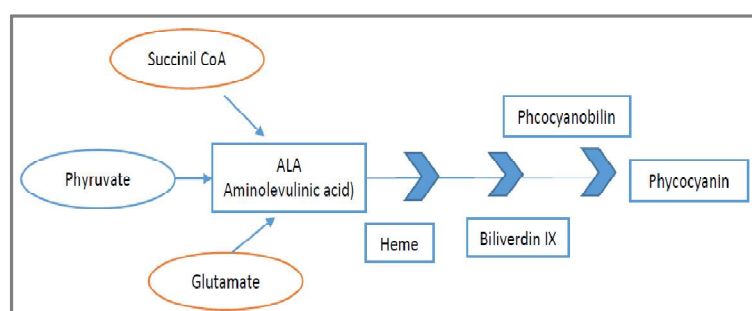 Succinil CoA
Phyruvate
ALA
Aminolevulinic acid)
Glutamate
Heme
Biliverdin IX
Phcocyanobilin
Phycocyanin